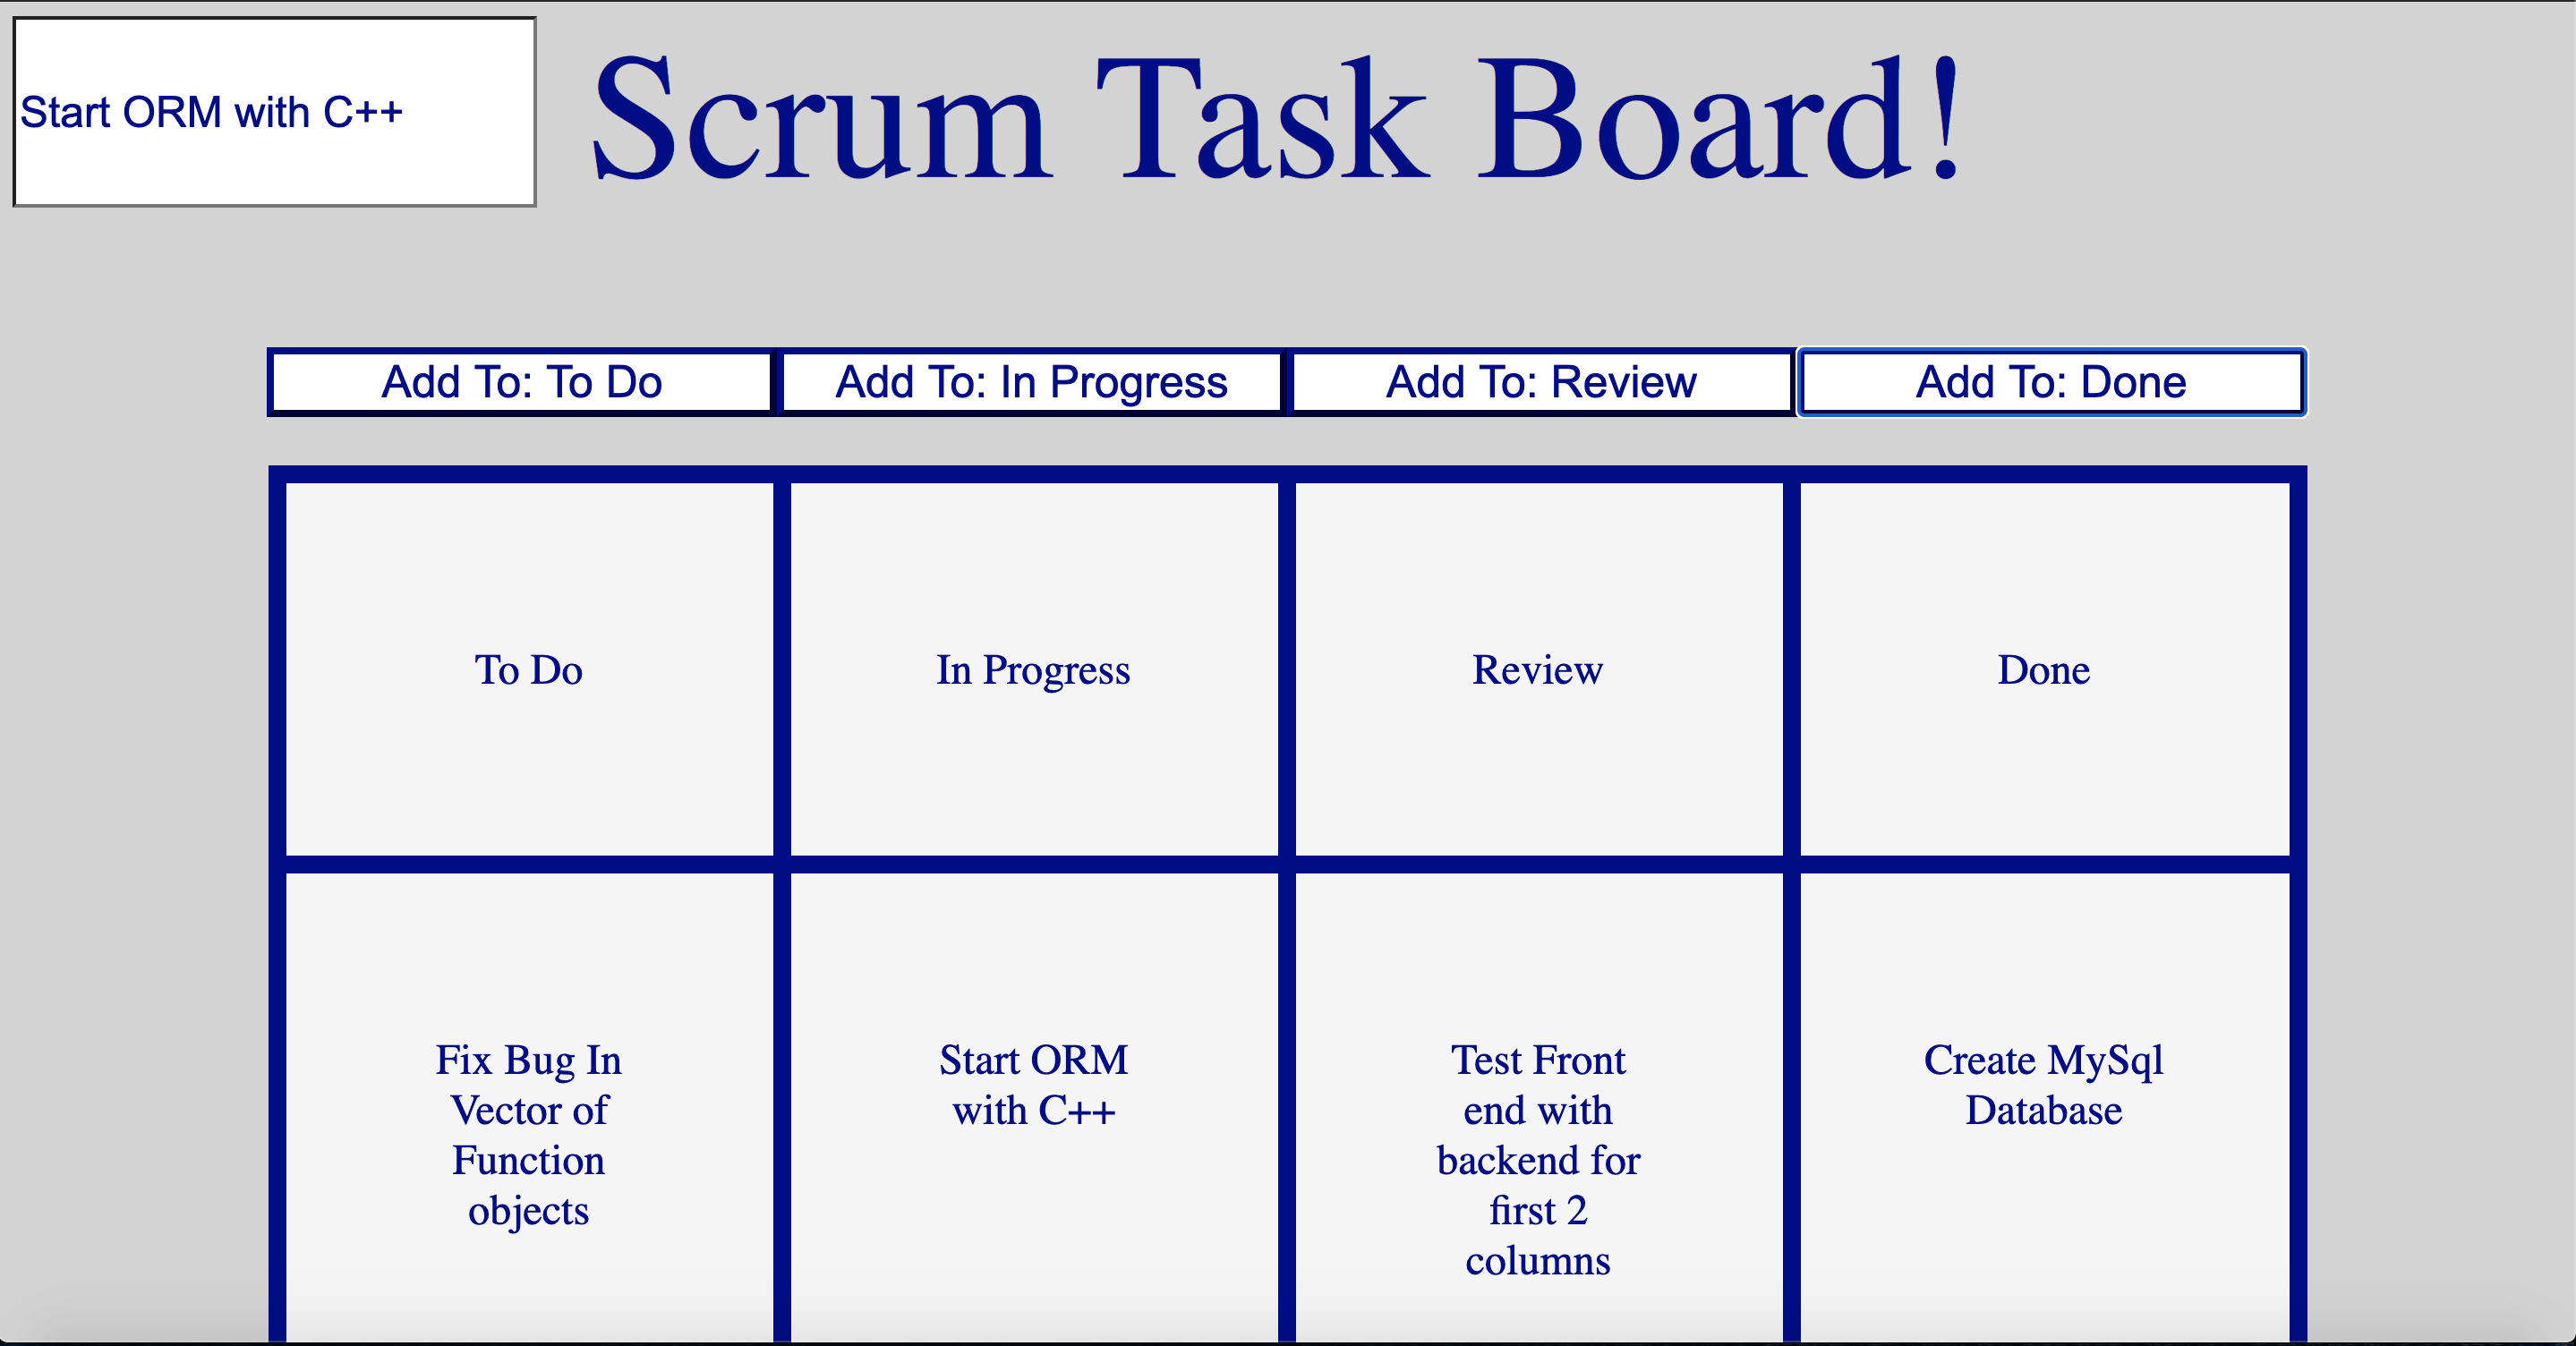 Start ORM with C++
Scrum Task Board!
Add To: To Do
Add To: In Progress
Add To: Review
Add To: Done
To Do
In Progress
Review
Done
Fix Bug In
Vector of
Function
objects
Start ORM
with C++
Test Front
end with
backend for
first 2
columns
Create MySql
Database